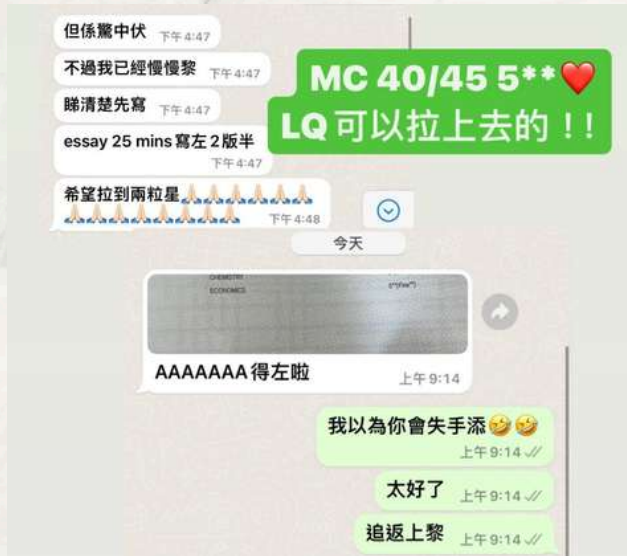 但係驚中伏 下午 4:47
不過我已經慢慢黎 下午 4:47
睇清楚先寫 下午 4:47
MC 40/45 5**❤️
LQ 可以拉上去的！！
essay 25 mins 寫左 2 版半
下午 4:47
希望拉到兩粒星🙏🏻🙏🏻🙏🏻🙏🏻🙏🏻🙏🏻
🙏🏻🙏🏻🙏🏻🙏🏻🙏🏻🙏🏻🙏🏻🙏🏻 下午 4:48
今天
CHEMISTRY
ECONOMICS
AAAAAAA 得左啦 上午 9:14
我以為你會失手添🤣🤣
上午 9:14
太好了 上午 9:14
追返上黎 上午 9:14